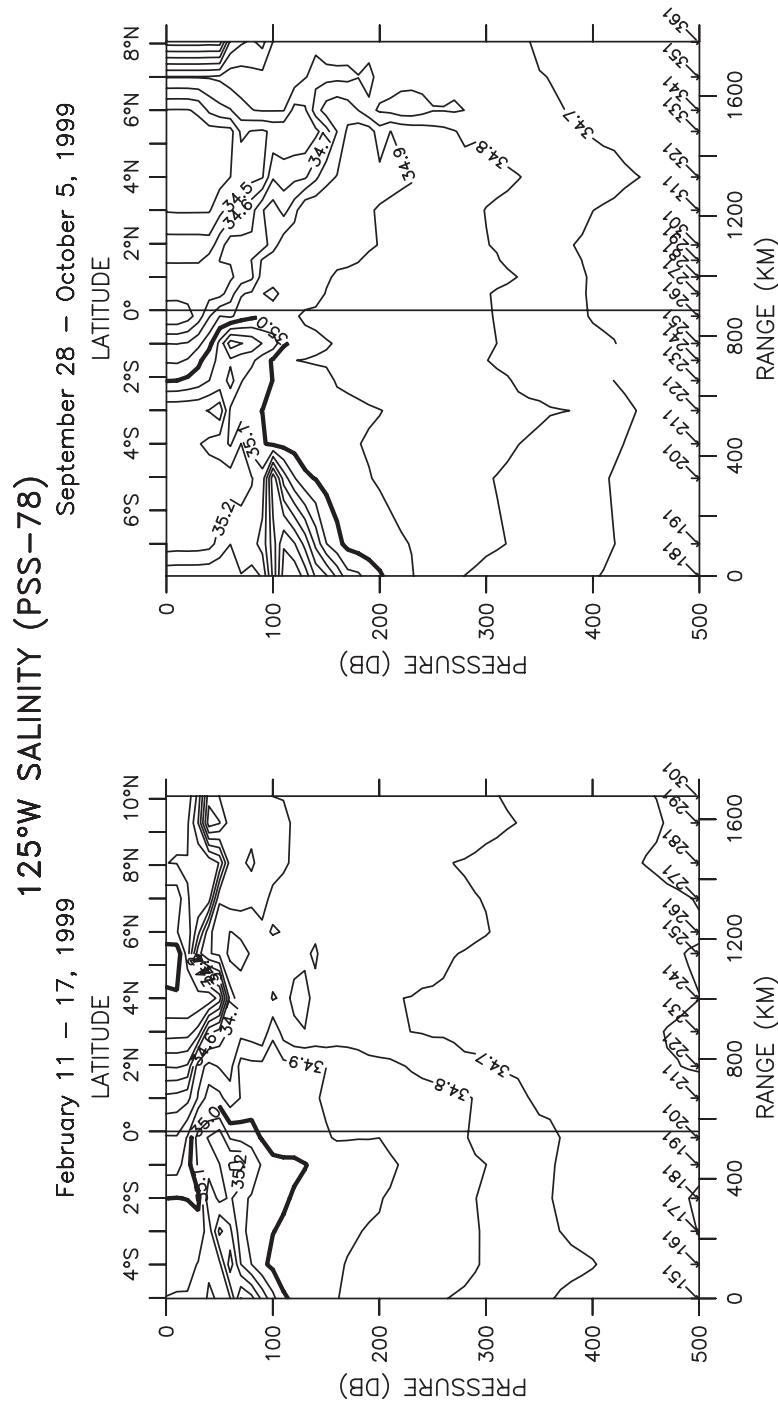 125°W SALINITY (PSS-78)
February 11 - 17, 1999
LATITUDE
4°S 2°S 0° 2°N 4°N 6°N 8°N 10°N
0
100
200
300
400
500
PRESSURE (DB)
35.0
35.1
35.2
34.6
34.7
34.9
34.8
34.7
151 161 171 181 191 201 211 221 231 241 251 261 271 281 291 301
0 400 800 1200 1600
RANGE (KM)
September 28 - October 5, 1999
LATITUDE
6°S 4°S 2°S 0° 2°N 4°N 6°N 8°N
0
100
200
300
400
500
PRESSURE (DB)
35.2
35.1
35.0
34.6
34.5
34.7
34.9
34.8
34.7
181 191 201 211 221 231 241 251 261 271 281 291 301 311 321 331 341 351 361
0 400 800 1200 1600
RANGE (KM)